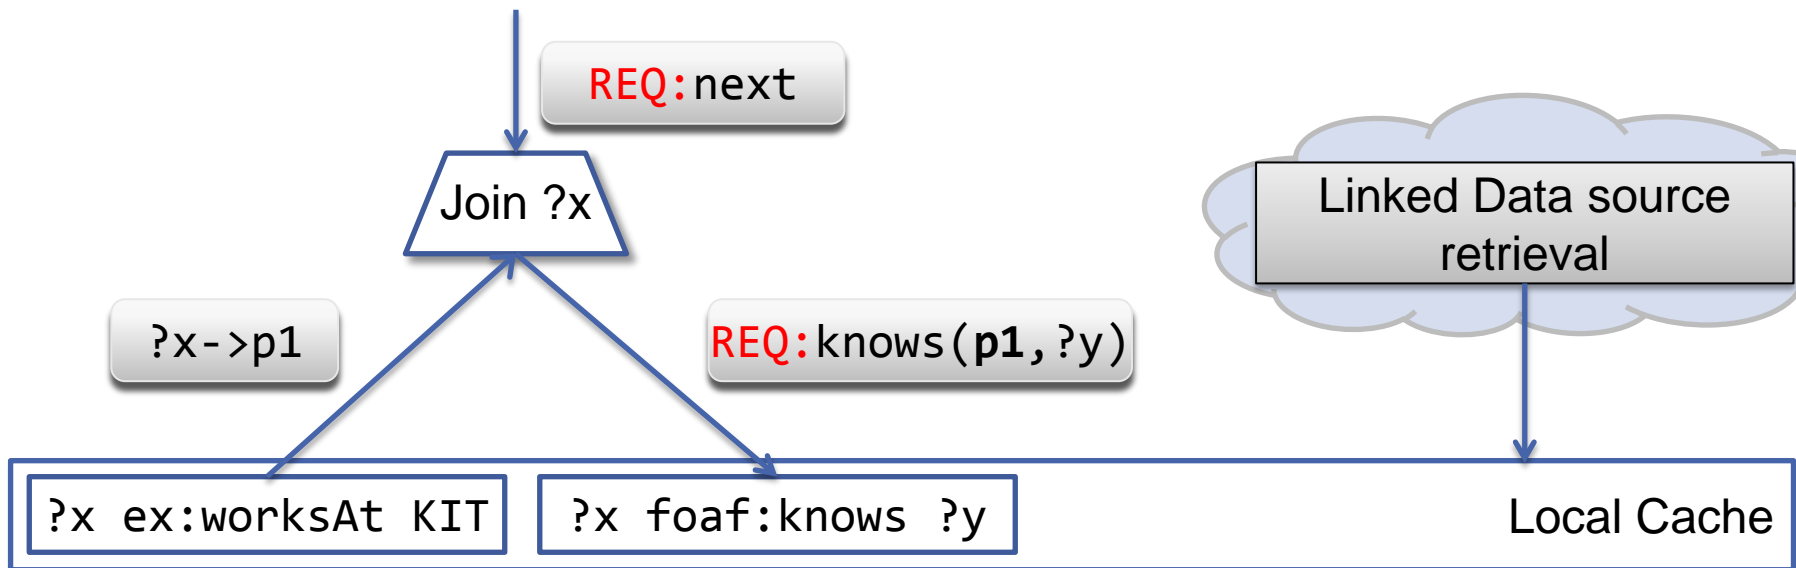 REQ:next
Join ?x
Linked Data source
retrieval
?x->p1
REQ:knows(p1,?y)
?x ex:worksAt KIT
?x foaf:knows ?y
Local Cache